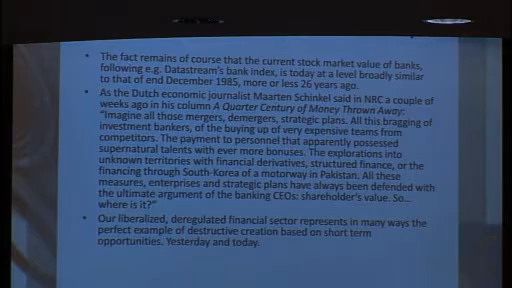 • The fact remains of course that the current stock market value of banks,
following e.g. Datastream's bank index, is today at a level broadly similar
to that of end December 1985, more or less 26 years ago.
• As the Dutch economic journalist Maarten Schinkel said in NRC a couple of
weeks ago in his column A Quarter Century of Money Thrown Away:
"Imagine all those mergers, demergers, strategic plans. All this bragging of
investment bankers, of the buying up of very expensive teams from
competitors. The payment to personnel that apparently possessed
supernatural talents with ever more bonuses. The explorations into
unknown territories with financial derivatives, structured finance, or the
financing through South-Korea of a motorway in Pakistan. All these
measures, enterprises and strategic plans have always been defended with
the ultimate argument of the banking CEOs: shareholder's value. So...
where is it?"
• Our liberalized, deregulated financial sector represents in many ways the
perfect example of destructive creation based on short term
opportunities. Yesterday and today.